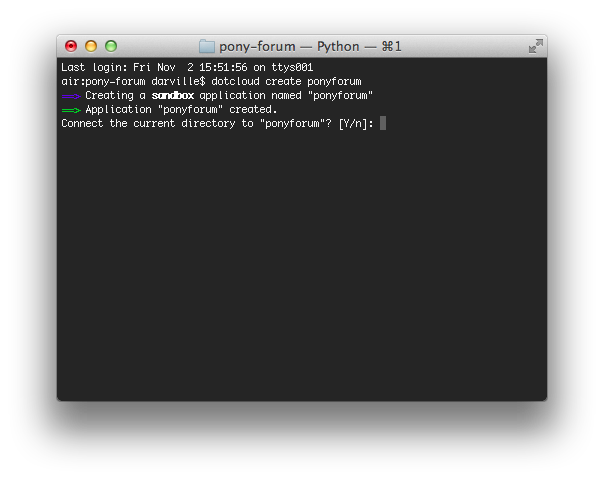 pony-forum — Python — ⌘1
Last login: Fri Nov  2 15:51:56 on ttys001
air:pony-forum darville$ dotcloud create ponyforum
==> Creating a sandbox application named "ponyforum"
==> Application "ponyforum" created.
Connect the current directory to "ponyforum"? [Y/n]: